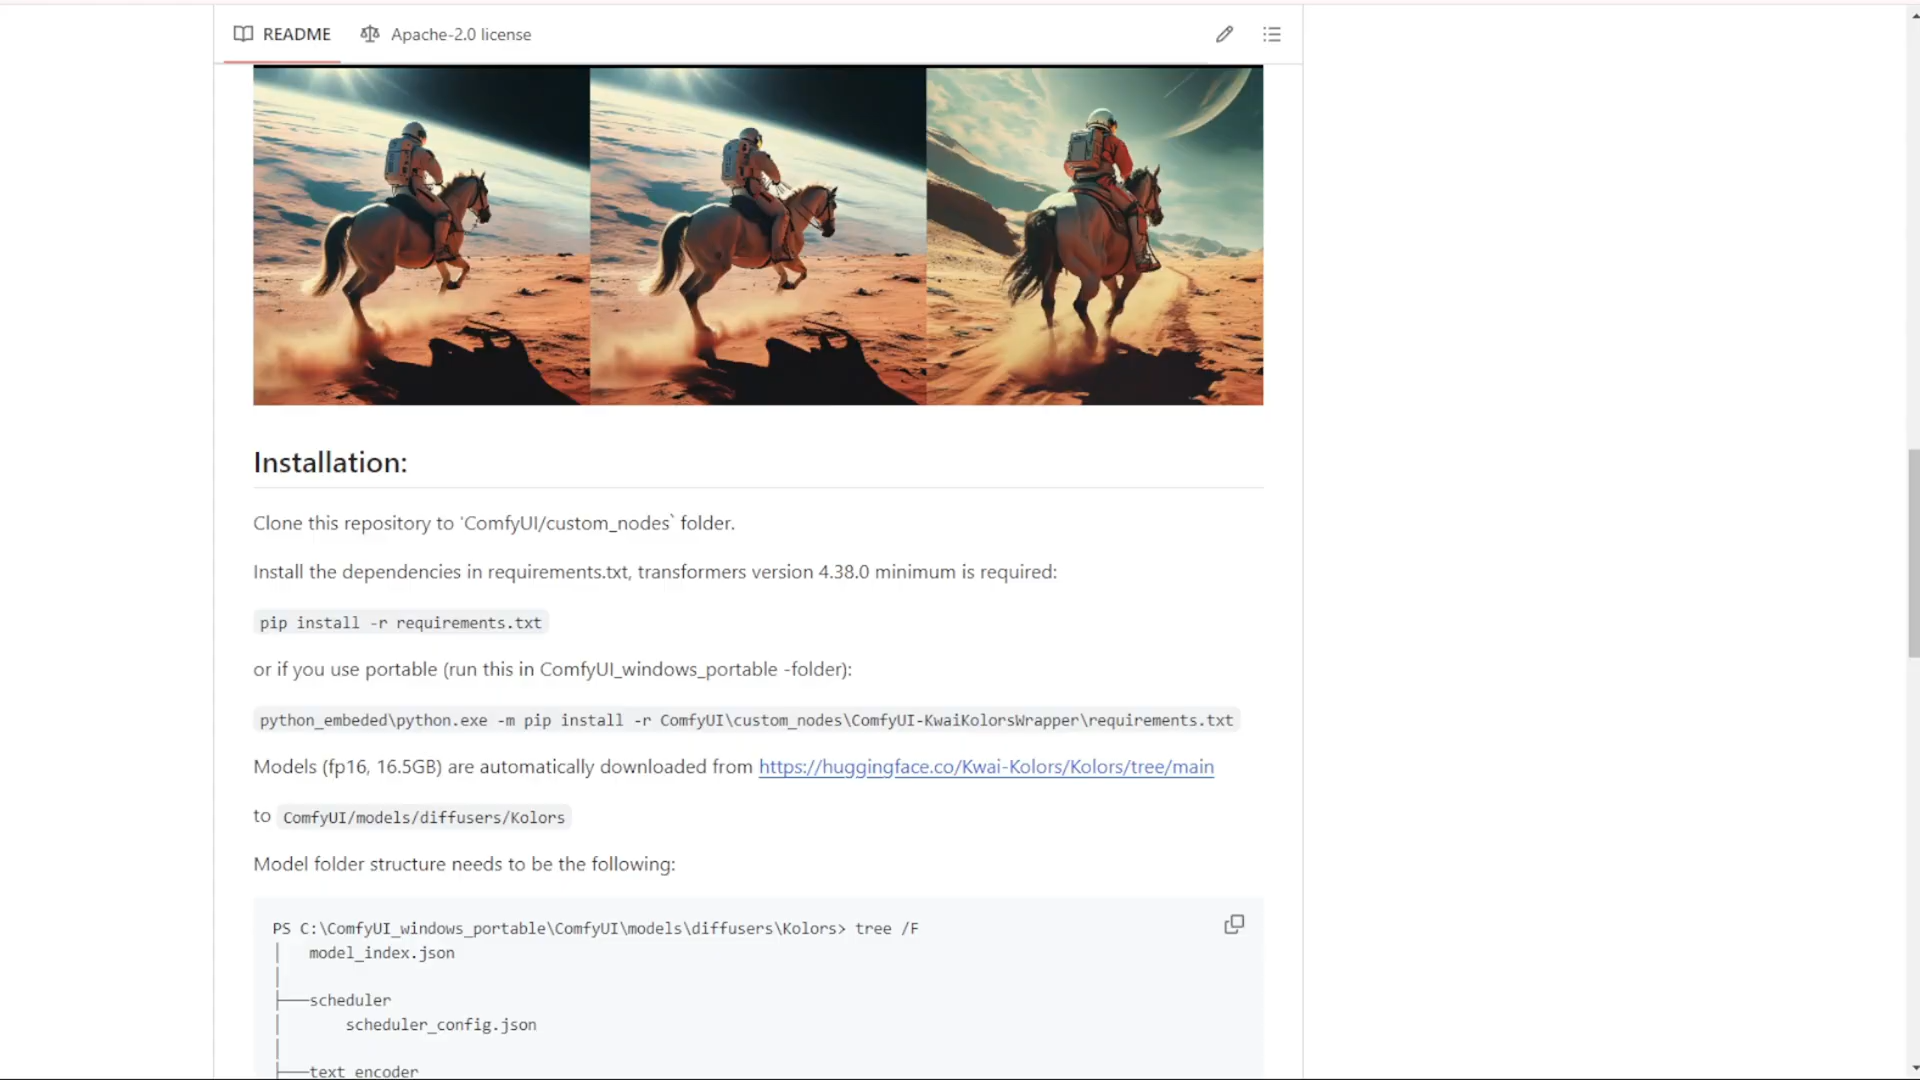 README
Apache-2.0 license
Installation:
Clone this repository to 'ComfyUI/custom_nodes` folder.
Install the dependencies in requirements.txt, transformers version 4.38.0 minimum is required:
pip install -r requirements.txt
or if you use portable (run this in ComfyUI_windows_portable -folder):
python_embeded\python.exe -m pip install -r ComfyUI\custom_nodes\ComfyUI-KwaiKolorsWrapper\requirements.txt
Models (fp16, 16.5GB) are automatically downloaded from https://huggingface.co/Kwai-Kolors/Kolors/tree/main
to ComfyUI/models/diffusers/Kolors
Model folder structure needs to be the following:
PS C:\ComfyUI_windows_portable\ComfyUI\models\diffusers\Kolors> tree /F
│   model_index.json
│
├───scheduler
│       scheduler_config.json
│
├───text_encoder